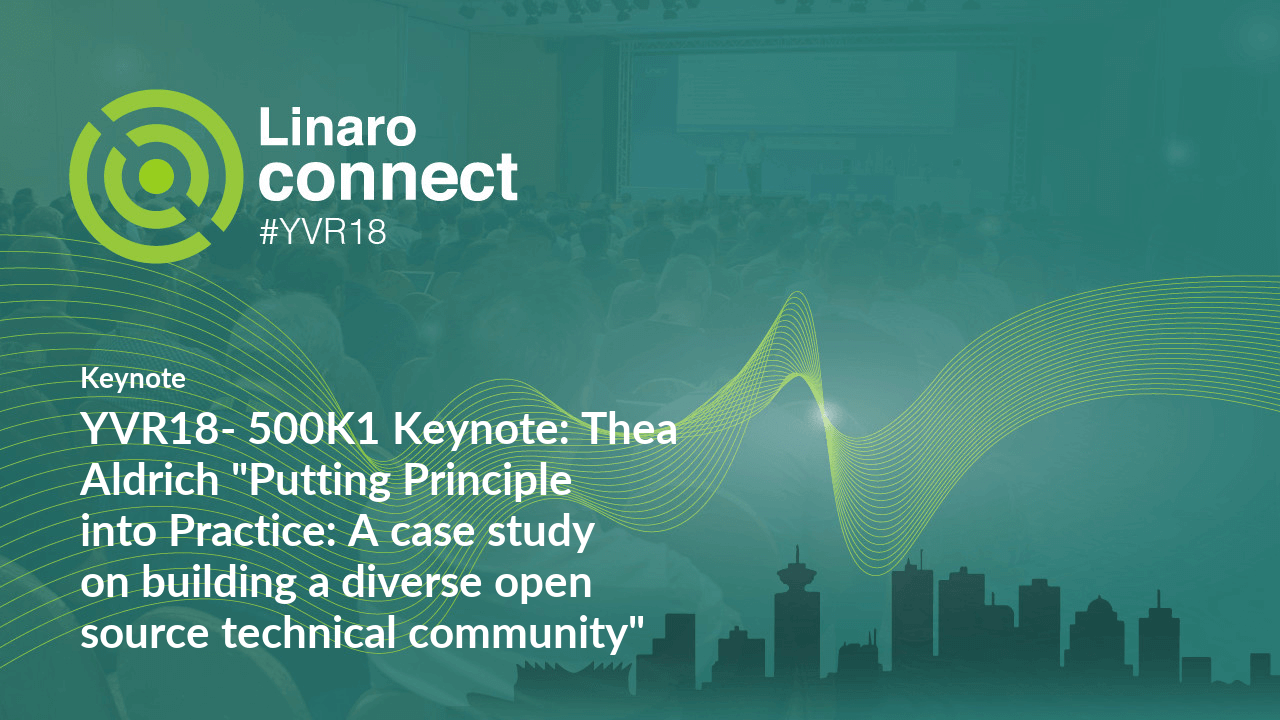 Linaro
connect
#YVR18
Keynote
YVR18- 500K1 Keynote: Thea
Aldrich "Putting Principle
into Practice: A case study
on building a diverse open
source technical community"